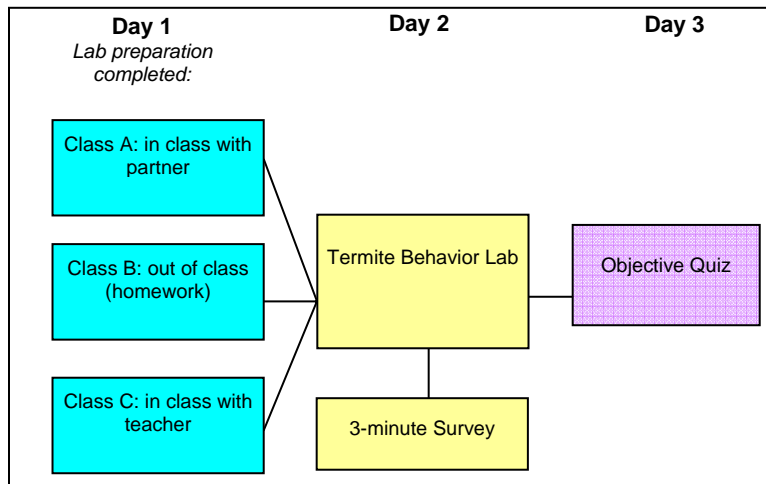 Day 1
Day 2
Day 3
Lab preparation
completed:
Class A: in class with
partner
Class B: out of class
(homework)
Class C: in class with
teacher
Termite Behavior Lab
3-minute Survey
Objective Quiz